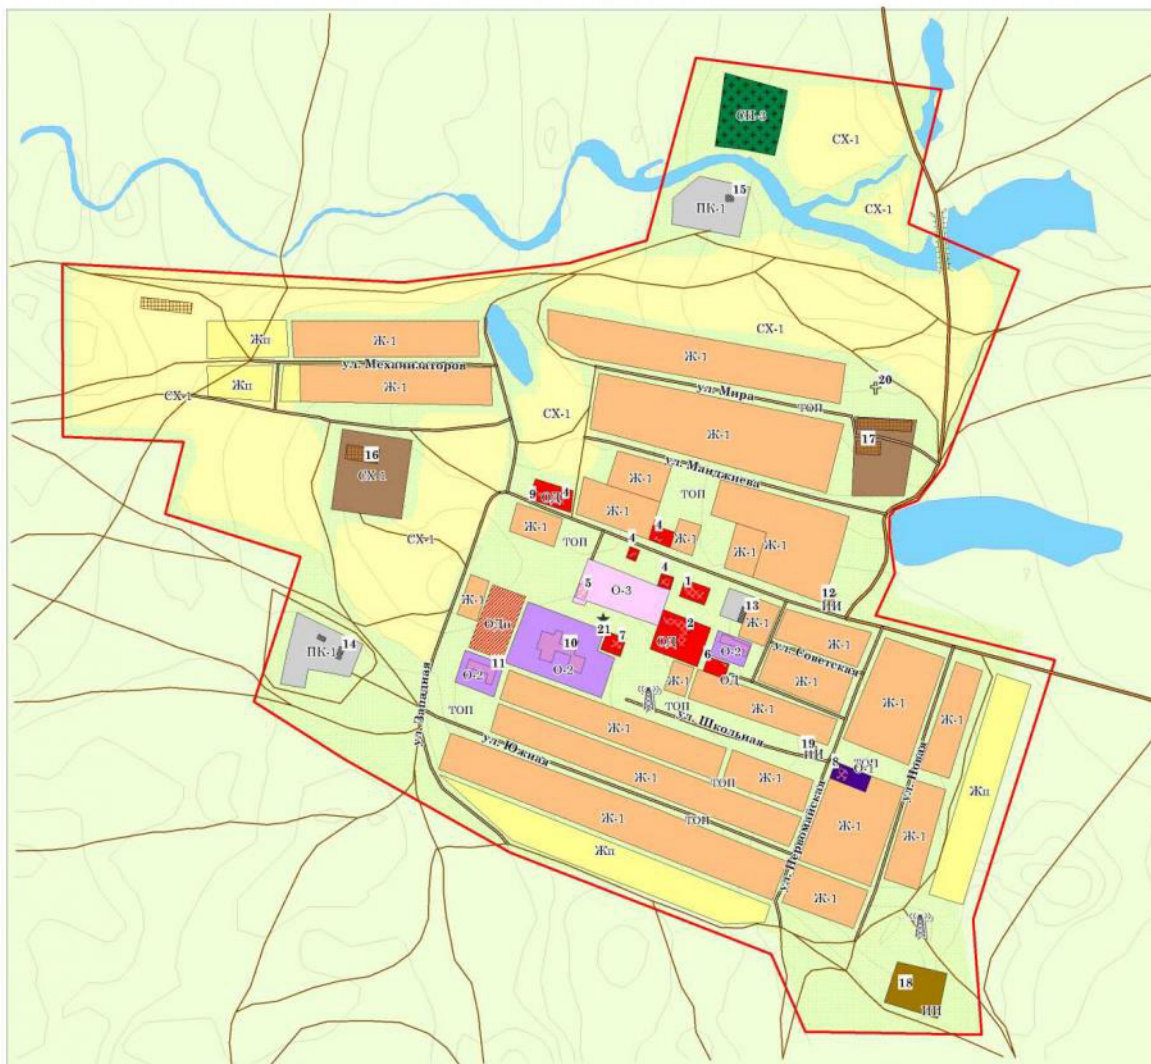 СН-3
СХ-1
15
ПК-1
СХ-1
СХ-1
Жп
Ж-1
Ж-1
ул. Механизаторов
Жп
Ж-1
СХ-1
20
ул. Мира
ТОП
СХ-1
17
Ж-1
16
СХ-1
ул. Манджиева
Ж-1
ТОП
9
ОД
4
Ж-1
Ж-1
4
Ж-1
СХ-1
ТОП
4
Ж-1
Ж-1
4
1
5
О-3
12
ИИ
13
Ж-1
ОДп
21
7
ОД
2
Ж-1
Ж-1
14
ПК-1
10
6
О-2
ул. Советская
11
О-2
О-2
Ж-1
ОД
Ж-1
Ж-1
Ж-1
ТОП
Ж-1
ТОП
Ж-1
ул. Западная
ул. Школьная
19
ИИ
ул. Южная
Ж-1
Ж-1
8
О-1
ТОП
ул. Новая
ТОП
Жп
Ж-1
ТОП
Ж-1
Ж-1
Жп
ул. Первомайская
Ж-1
18
ИИ